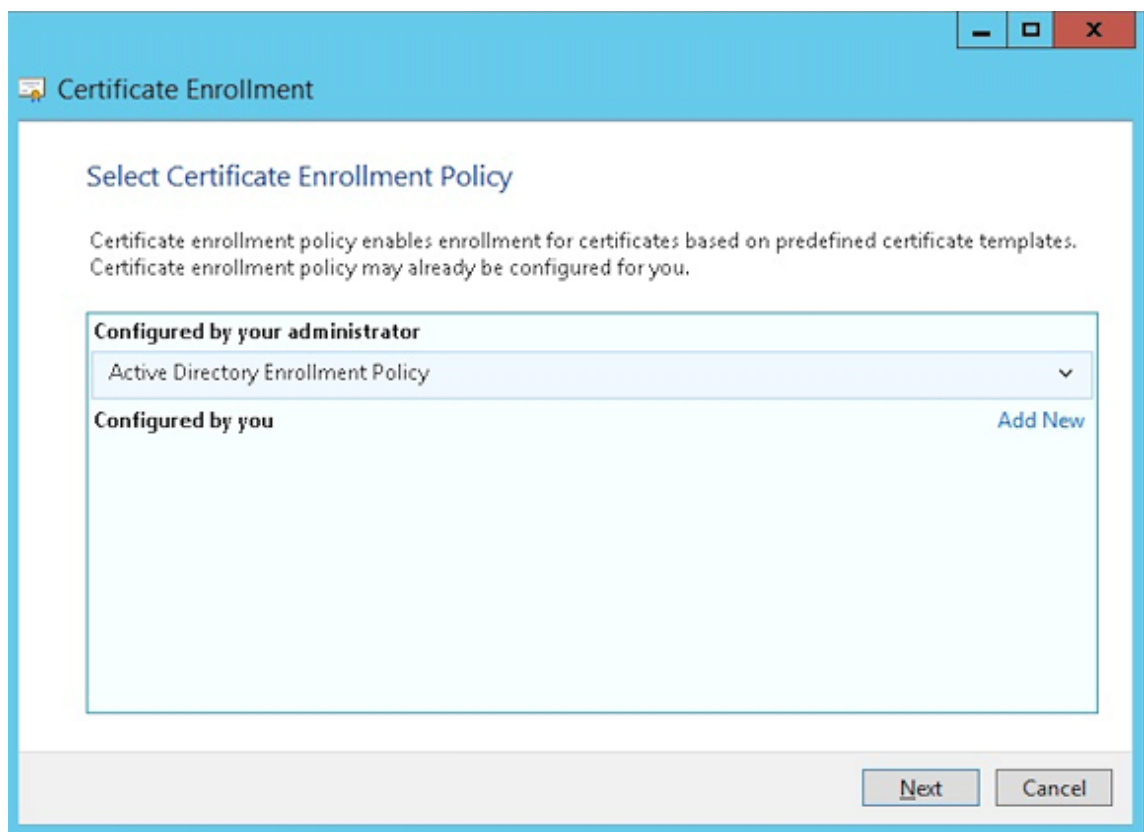 Certificate Enrollment
Select Certificate Enrollment Policy
Certificate enrollment policy enables enrollment for certificates based on predefined certificate templates.
Certificate enrollment policy may already be configured for you.
Configured by your administrator
Active Directory Enrollment Policy
Configured by you Add New
Next Cancel